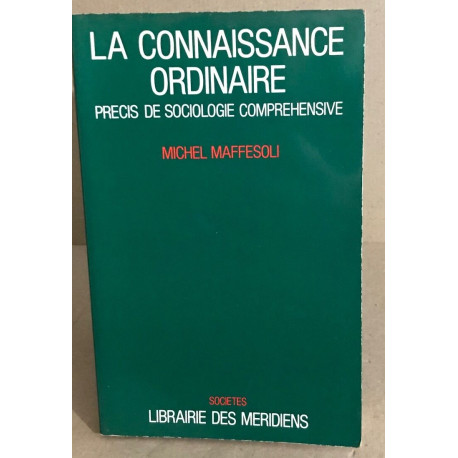 LA CONNAISSANCE
ORDINAIRE
PRECIS DE SOCIOLOGIE COMPREHENSIVE
MICHEL MAFFESOLI
SOCIETES
LIBRAIRIE DES MERIDIENS